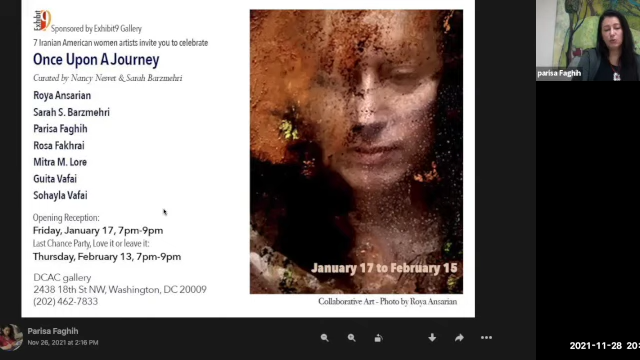 Exhibit 9
Sponsored by Exhibit9 Gallery
7 Iranian American women artists invite you to celebrate
Once Upon A Journey
Curated by Nancy Nesvet & Sarah Barzmehri
Roya Ansarian
Sarah S. Barzmehri
Parisa Faghih
Rosa Fakhrai
Mitra M. Lore
Guita Vafai
Sohayla Vafai
Opening Reception:
Friday, January 17, 7pm-9pm
Last Chance Party, Love it or leave it:
Thursday, February 13, 7pm-9pm
DCAC gallery
2438 18th St NW, Washington, DC 20009
(202) 462-7833
January 17 to February 15
Collaborative Art - Photo by Roya Ansarian
parisa Faghih
Parisa Faghih
Nov 26, 2021 at 2:16 PM
2021-11-28 20: